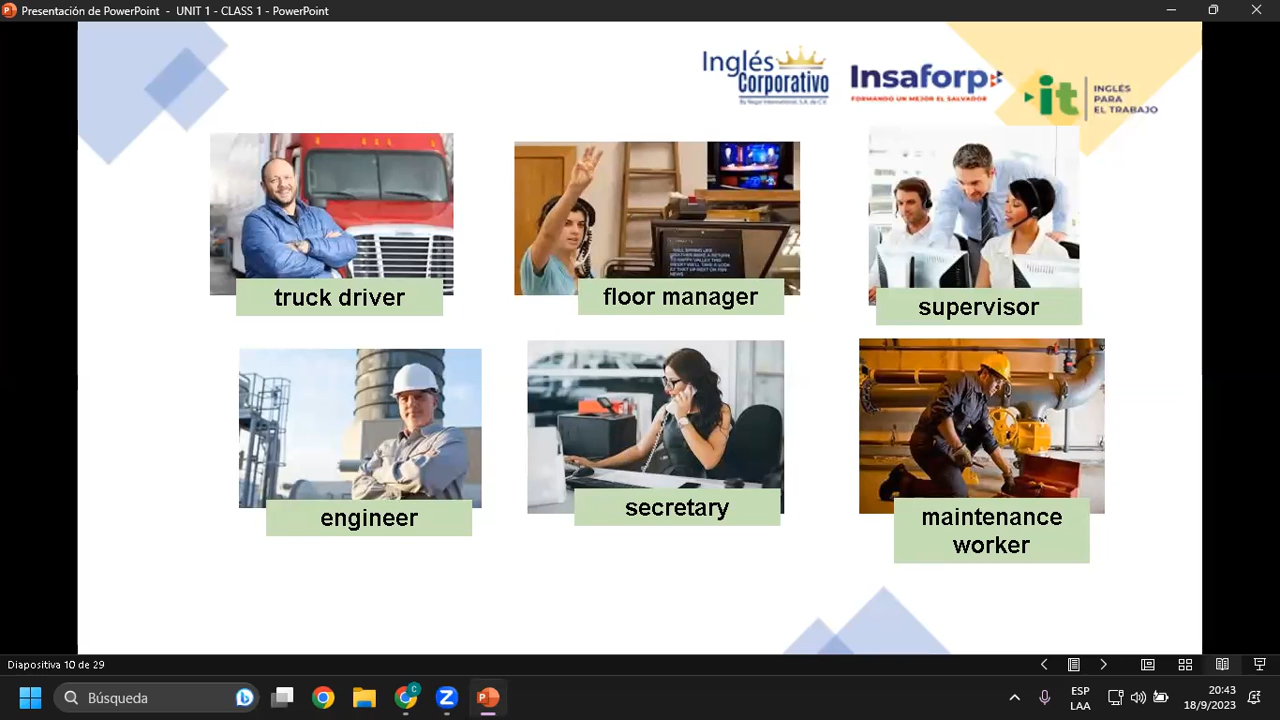 Presentación de PowerPoint - UNIT 1 - CLASS 1 - PowerPoint
Inglés
Corporativo
Insaforp
FORMANDO UN MEJOR EL SALVADOR
it
INGLÉS
PARA
EL TRABAJO
truck driver
floor manager
supervisor
engineer
secretary
maintenance
worker
Diapositiva 10 de 29
Búsqueda
ESP
LAA
20:43
18/9/2023